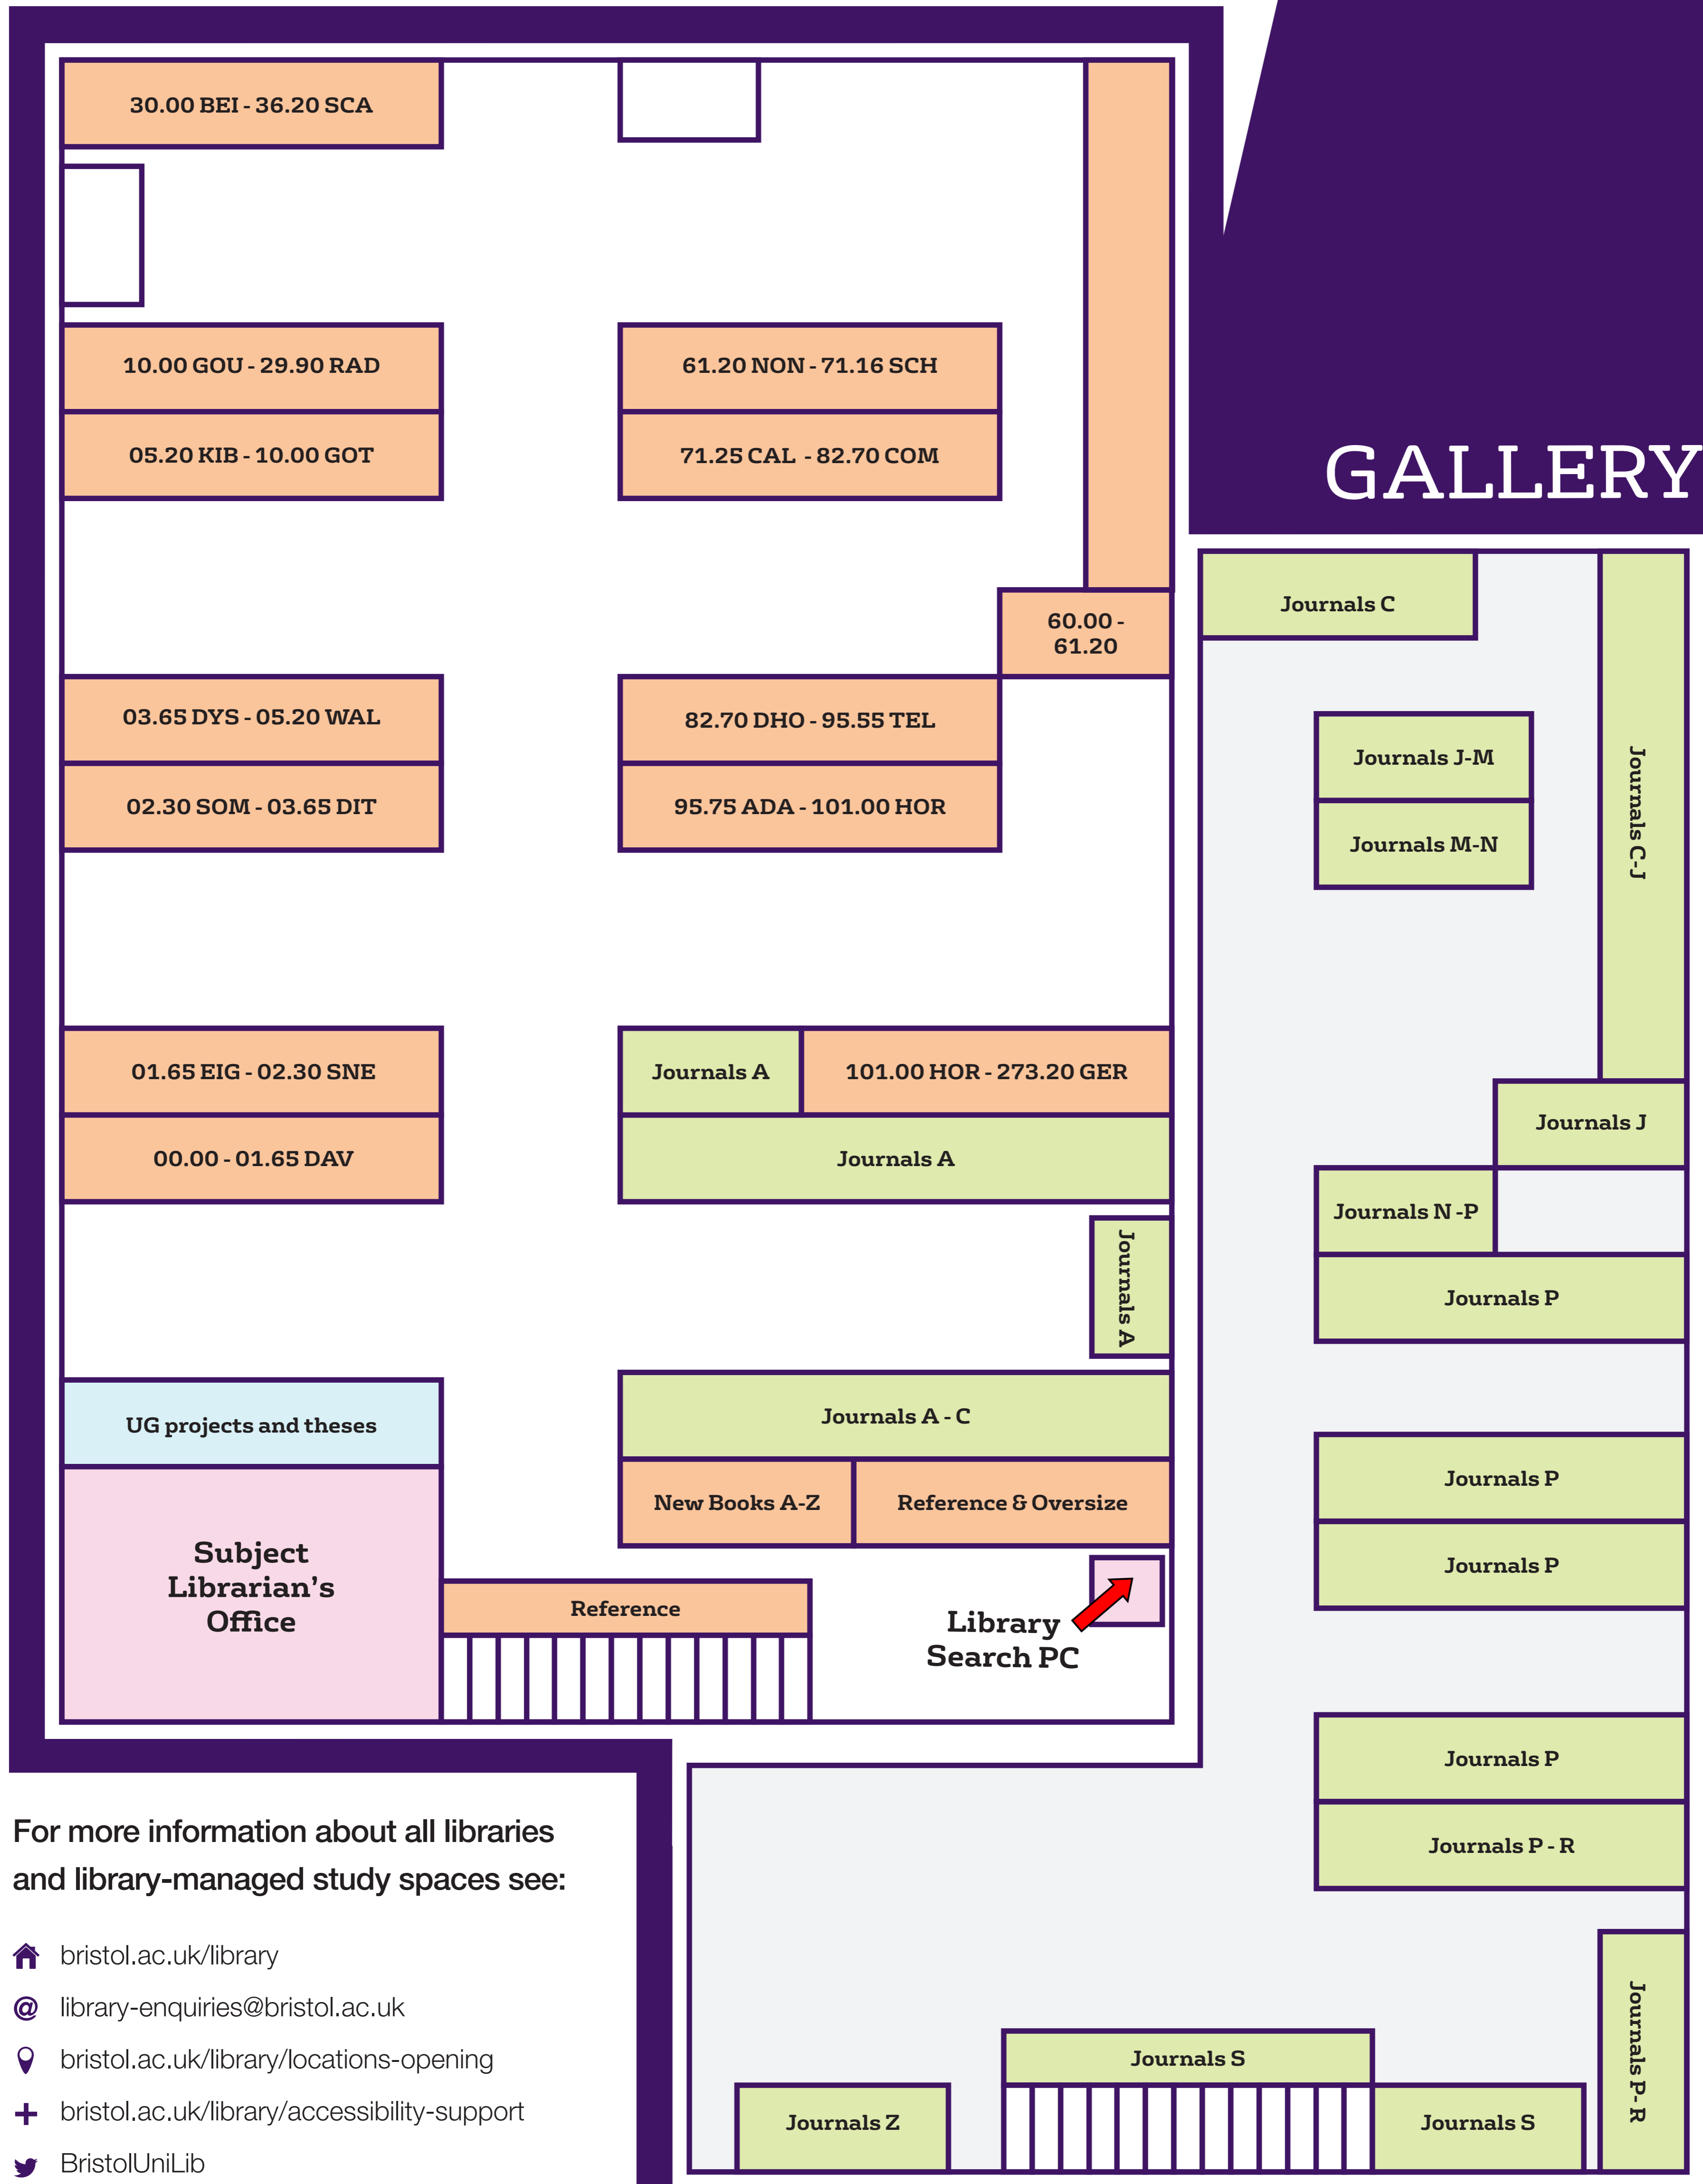 30.00 BEI - 36.20 SCA
10.00 GOU - 29.90 RAD
05.20 KIB - 10.00 GOT
61.20 NON - 71.16 SCH
71.25 CAL - 82.70 COM
60.00 -
61.20
03.65 DYS - 05.20 WAL
02.30 SOM - 03.65 DIT
82.70 DHO - 95.55 TEL
95.75 ADA - 101.00 HOR
01.65 EIG - 02.30 SNE
00.00 - 01.65 DAV
Journals A
101.00 HOR - 273.20 GER
Journals A
Journals A
UG projects and theses
Journals A - C
New Books A-Z
Reference & Oversize
Subject
Librarian’s
Office
Reference
Library
Search PC
GALLERY
Journals C
Journals C-J
Journals J-M
Journals M-N
Journals J
Journals N -P
Journals P
Journals P
Journals P
Journals P
Journals P - R
Journals P- R
Journals S
Journals Z
Journals S
For more information about all libraries
and library-managed study spaces see:
bristol.ac.uk/library
@ library-enquiries@bristol.ac.uk
bristol.ac.uk/library/locations-opening
bristol.ac.uk/library/accessibility-support
BristolUniLib